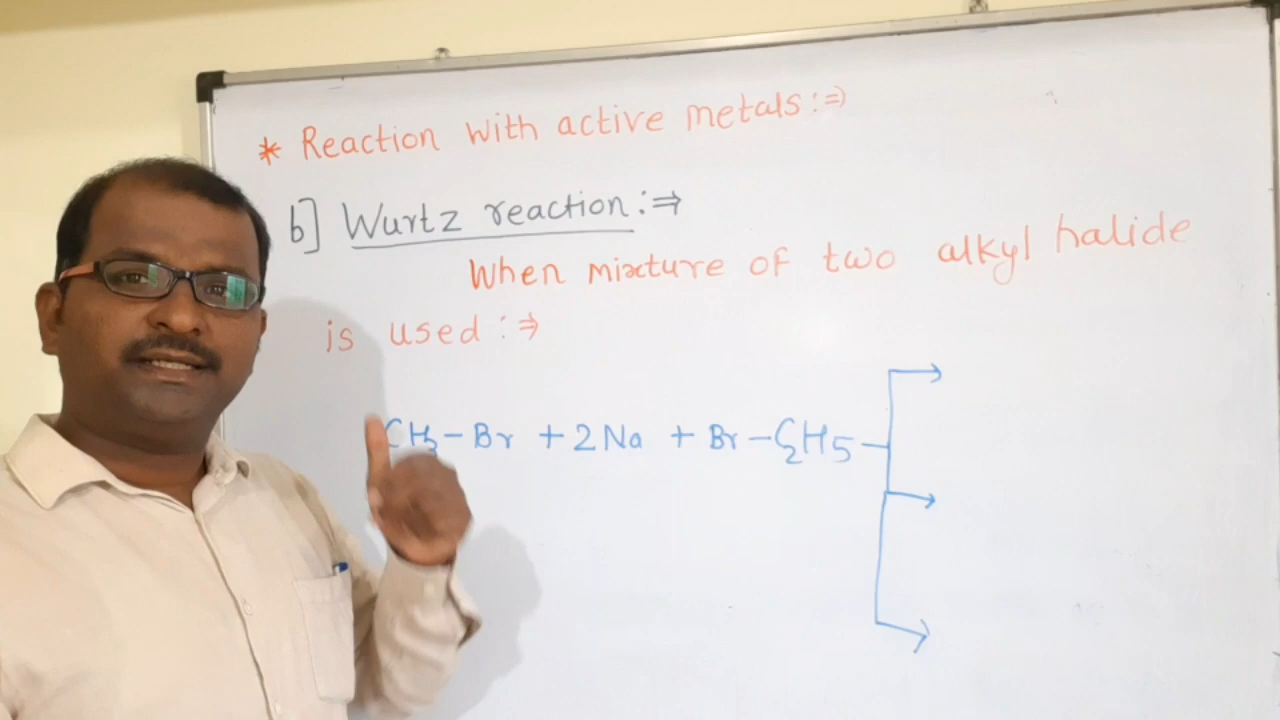 * Reaction with active metals :⇒
b] Wurtz reaction :⇒
When mixture of two alkyl halide
is used :⇒
CH3 – Br + 2Na + Br – C2H5